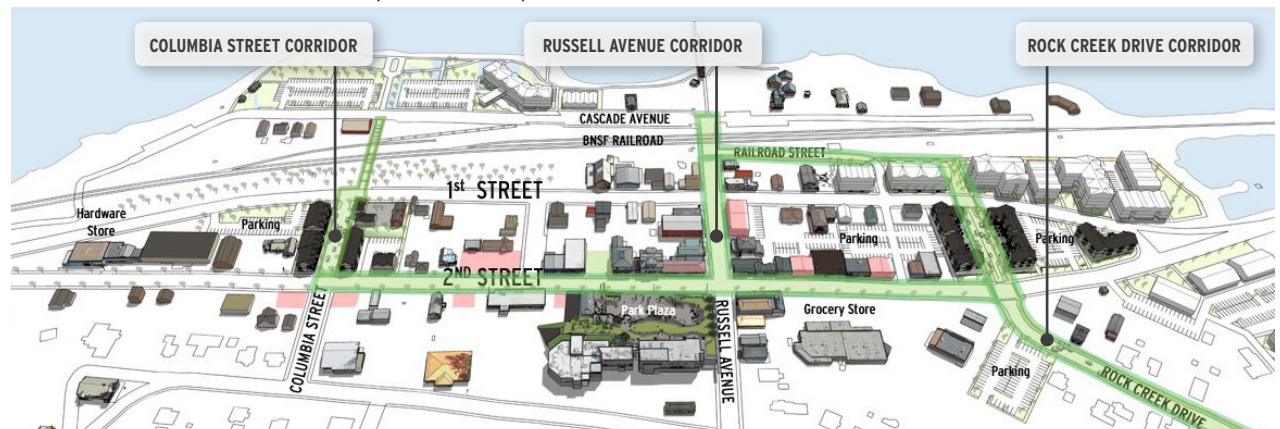 COLUMBIA STREET CORRIDOR
RUSSELL AVENUE CORRIDOR
ROCK CREEK DRIVE CORRIDOR
CASCADE AVENUE
BNSF RAILROAD
RAILROAD STREET
1st STREET
Hardware
Store
Parking
Parking
Parking
2ND STREET
Park Plaza
Grocery Store
COLUMBIA STREET
RUSSELL AVENUE
Parking
ROCK CREEK DRIVE